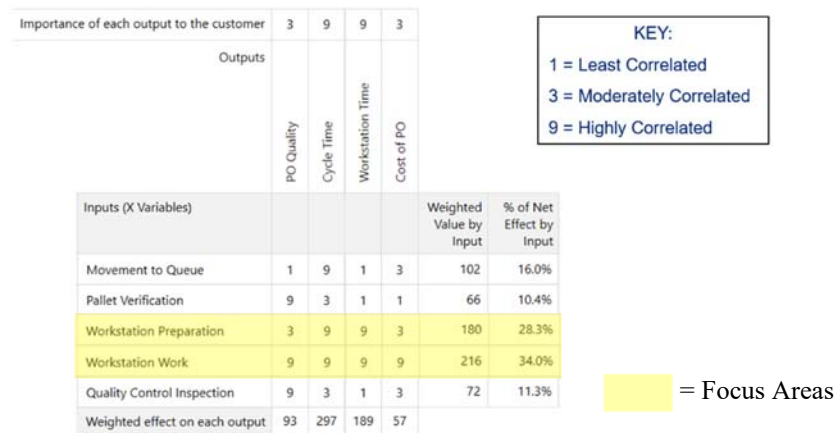 Importance of each output to the customer 3 9 9 3
Outputs
PO Quality
Cycle Time
Workstation Time
Cost of PO
KEY:
1 = Least Correlated
3 = Moderately Correlated
9 = Highly Correlated
Inputs (X Variables)
Weighted
Value by
Input
% of Net
Effect by
Input
Movement to Queue 1 9 1 3 102 16.0%
Pallet Verification 9 3 1 1 66 10.4%
Workstation Preparation 3 9 9 3 180 28.3%
Workstation Work 9 9 9 9 216 34.0%
Quality Control Inspection 9 3 1 3 72 11.3%
Weighted effect on each output 93 297 189 57
= Focus Areas